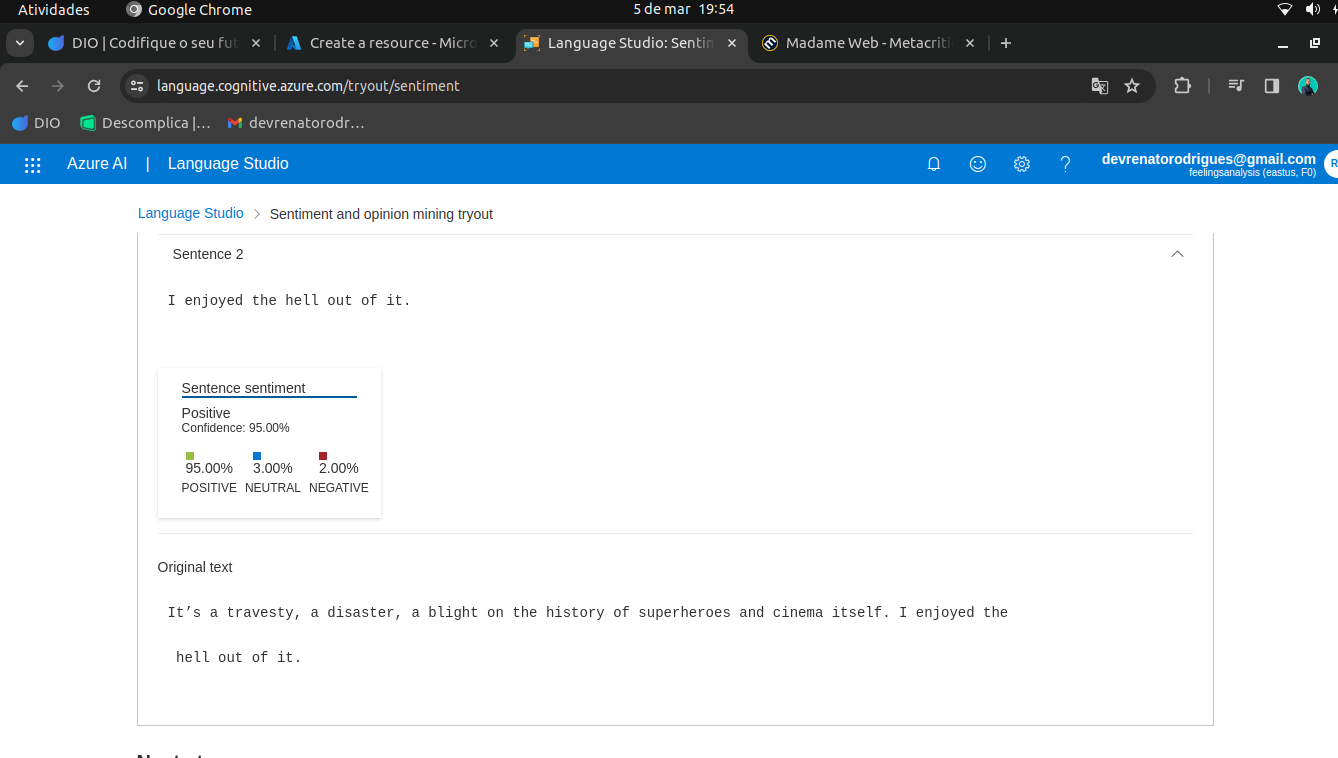 Atividades Google Chrome 5 de mar 19:54
DIO | Codifique o seu fut Create a resource - Micro Language Studio: Sentim Madame Web - Metacriti
language.cognitive.azure.com/tryout/sentiment
DIO Descomplica |... devrenatorodr...
Azure AI | Language Studio devrenatorodrigues@gmail.com
feelingsanalysis (eastus, F0)
R
Language Studio > Sentiment and opinion mining tryout
Sentence 2
I enjoyed the hell out of it.
Sentence sentiment
Positive
Confidence: 95.00%
95.00% 3.00% 2.00%
POSITIVE NEUTRAL NEGATIVE
Original text
It’s a travesty, a disaster, a blight on the history of superheroes and cinema itself. I enjoyed the
hell out of it.